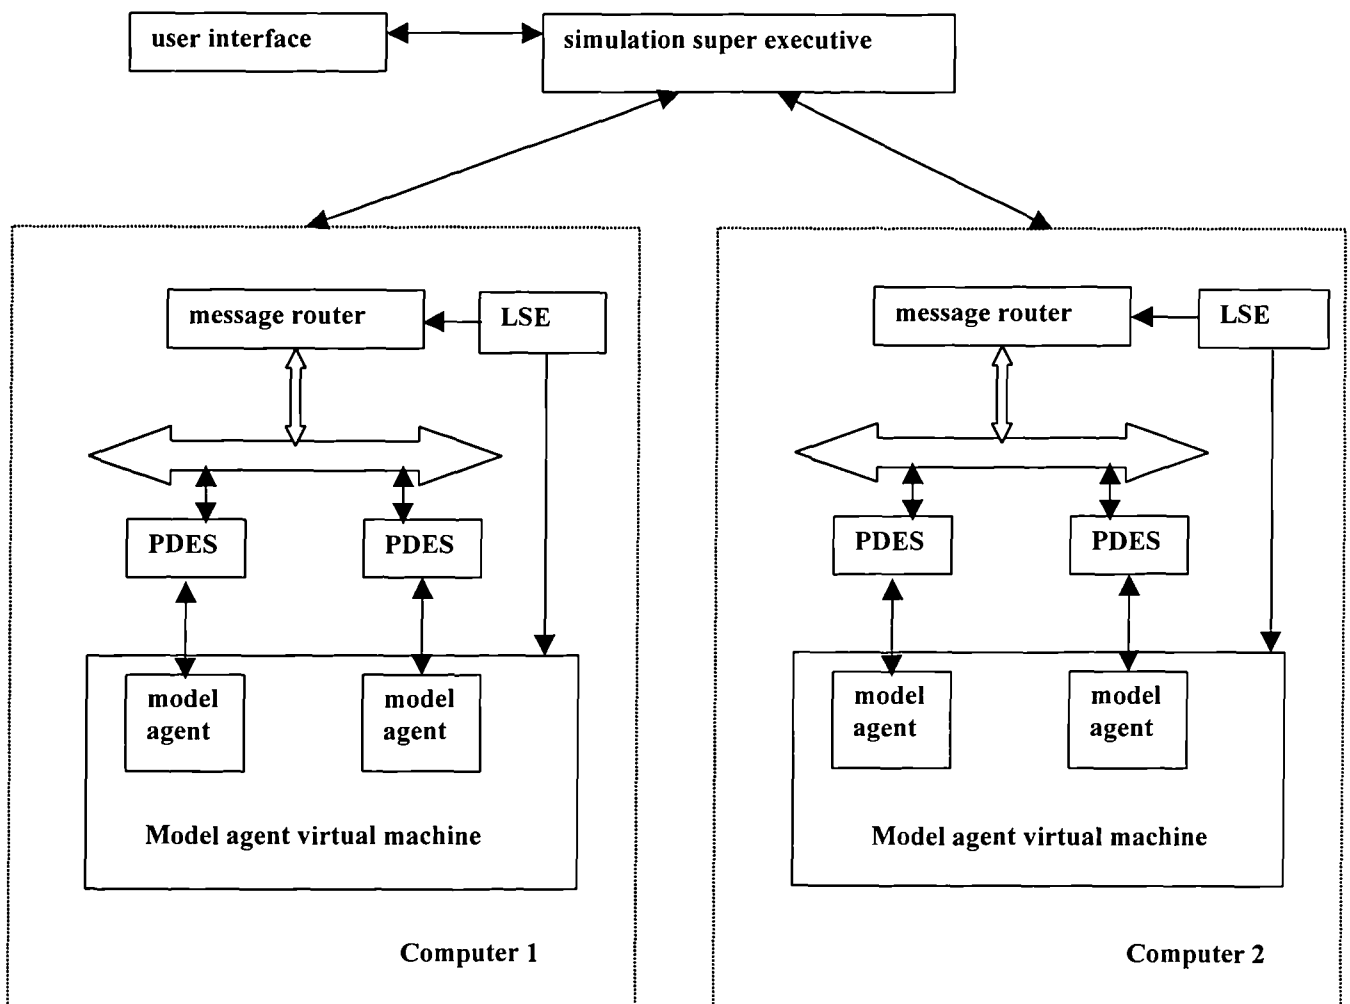 user interface
simulation super executive
message router
LSE
PDES
PDES
model
agent
model
agent
Model agent virtual machine
Computer 1
message router
LSE
PDES
PDES
model
agent
model
agent
Model agent virtual machine
Computer 2